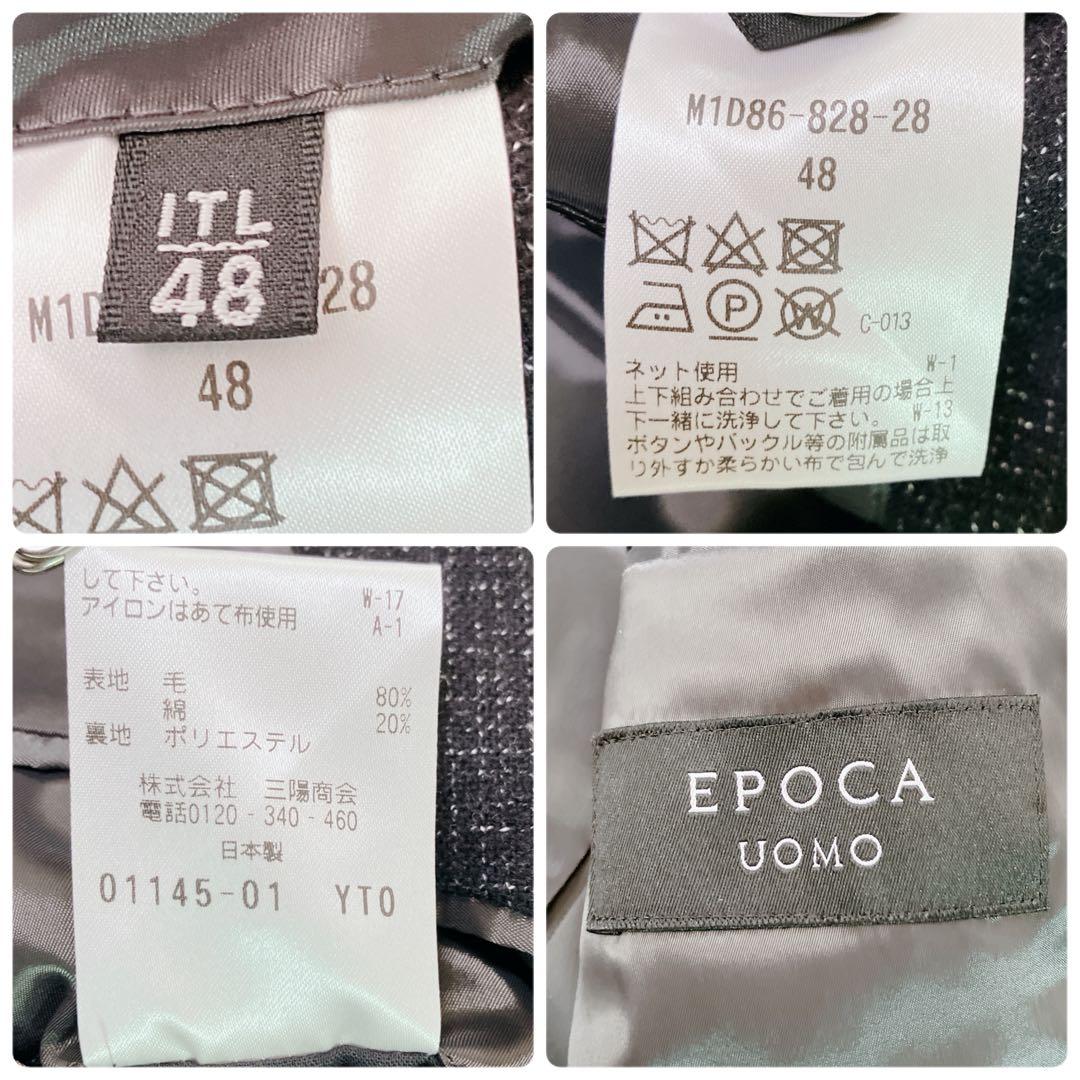 ITL
48
M1D 28
48
M1D86-828-28
48
P
W
C-013
ネット使用 W-1
上下組み合わせでご着用の場合上
下一緒に洗浄して下さい。 W-13
ボタンやバックル等の附属品は取
り外すか柔らかい布で包んで洗浄
して下さい。 W-17
アイロンはあて布使用 A-1
表地 毛 80%
綿 20%
裏地 ポリエステル
株式会社 三陽商会
電話0120-340-460
日本製
01145-01 YTO
EPOCA
UOMO